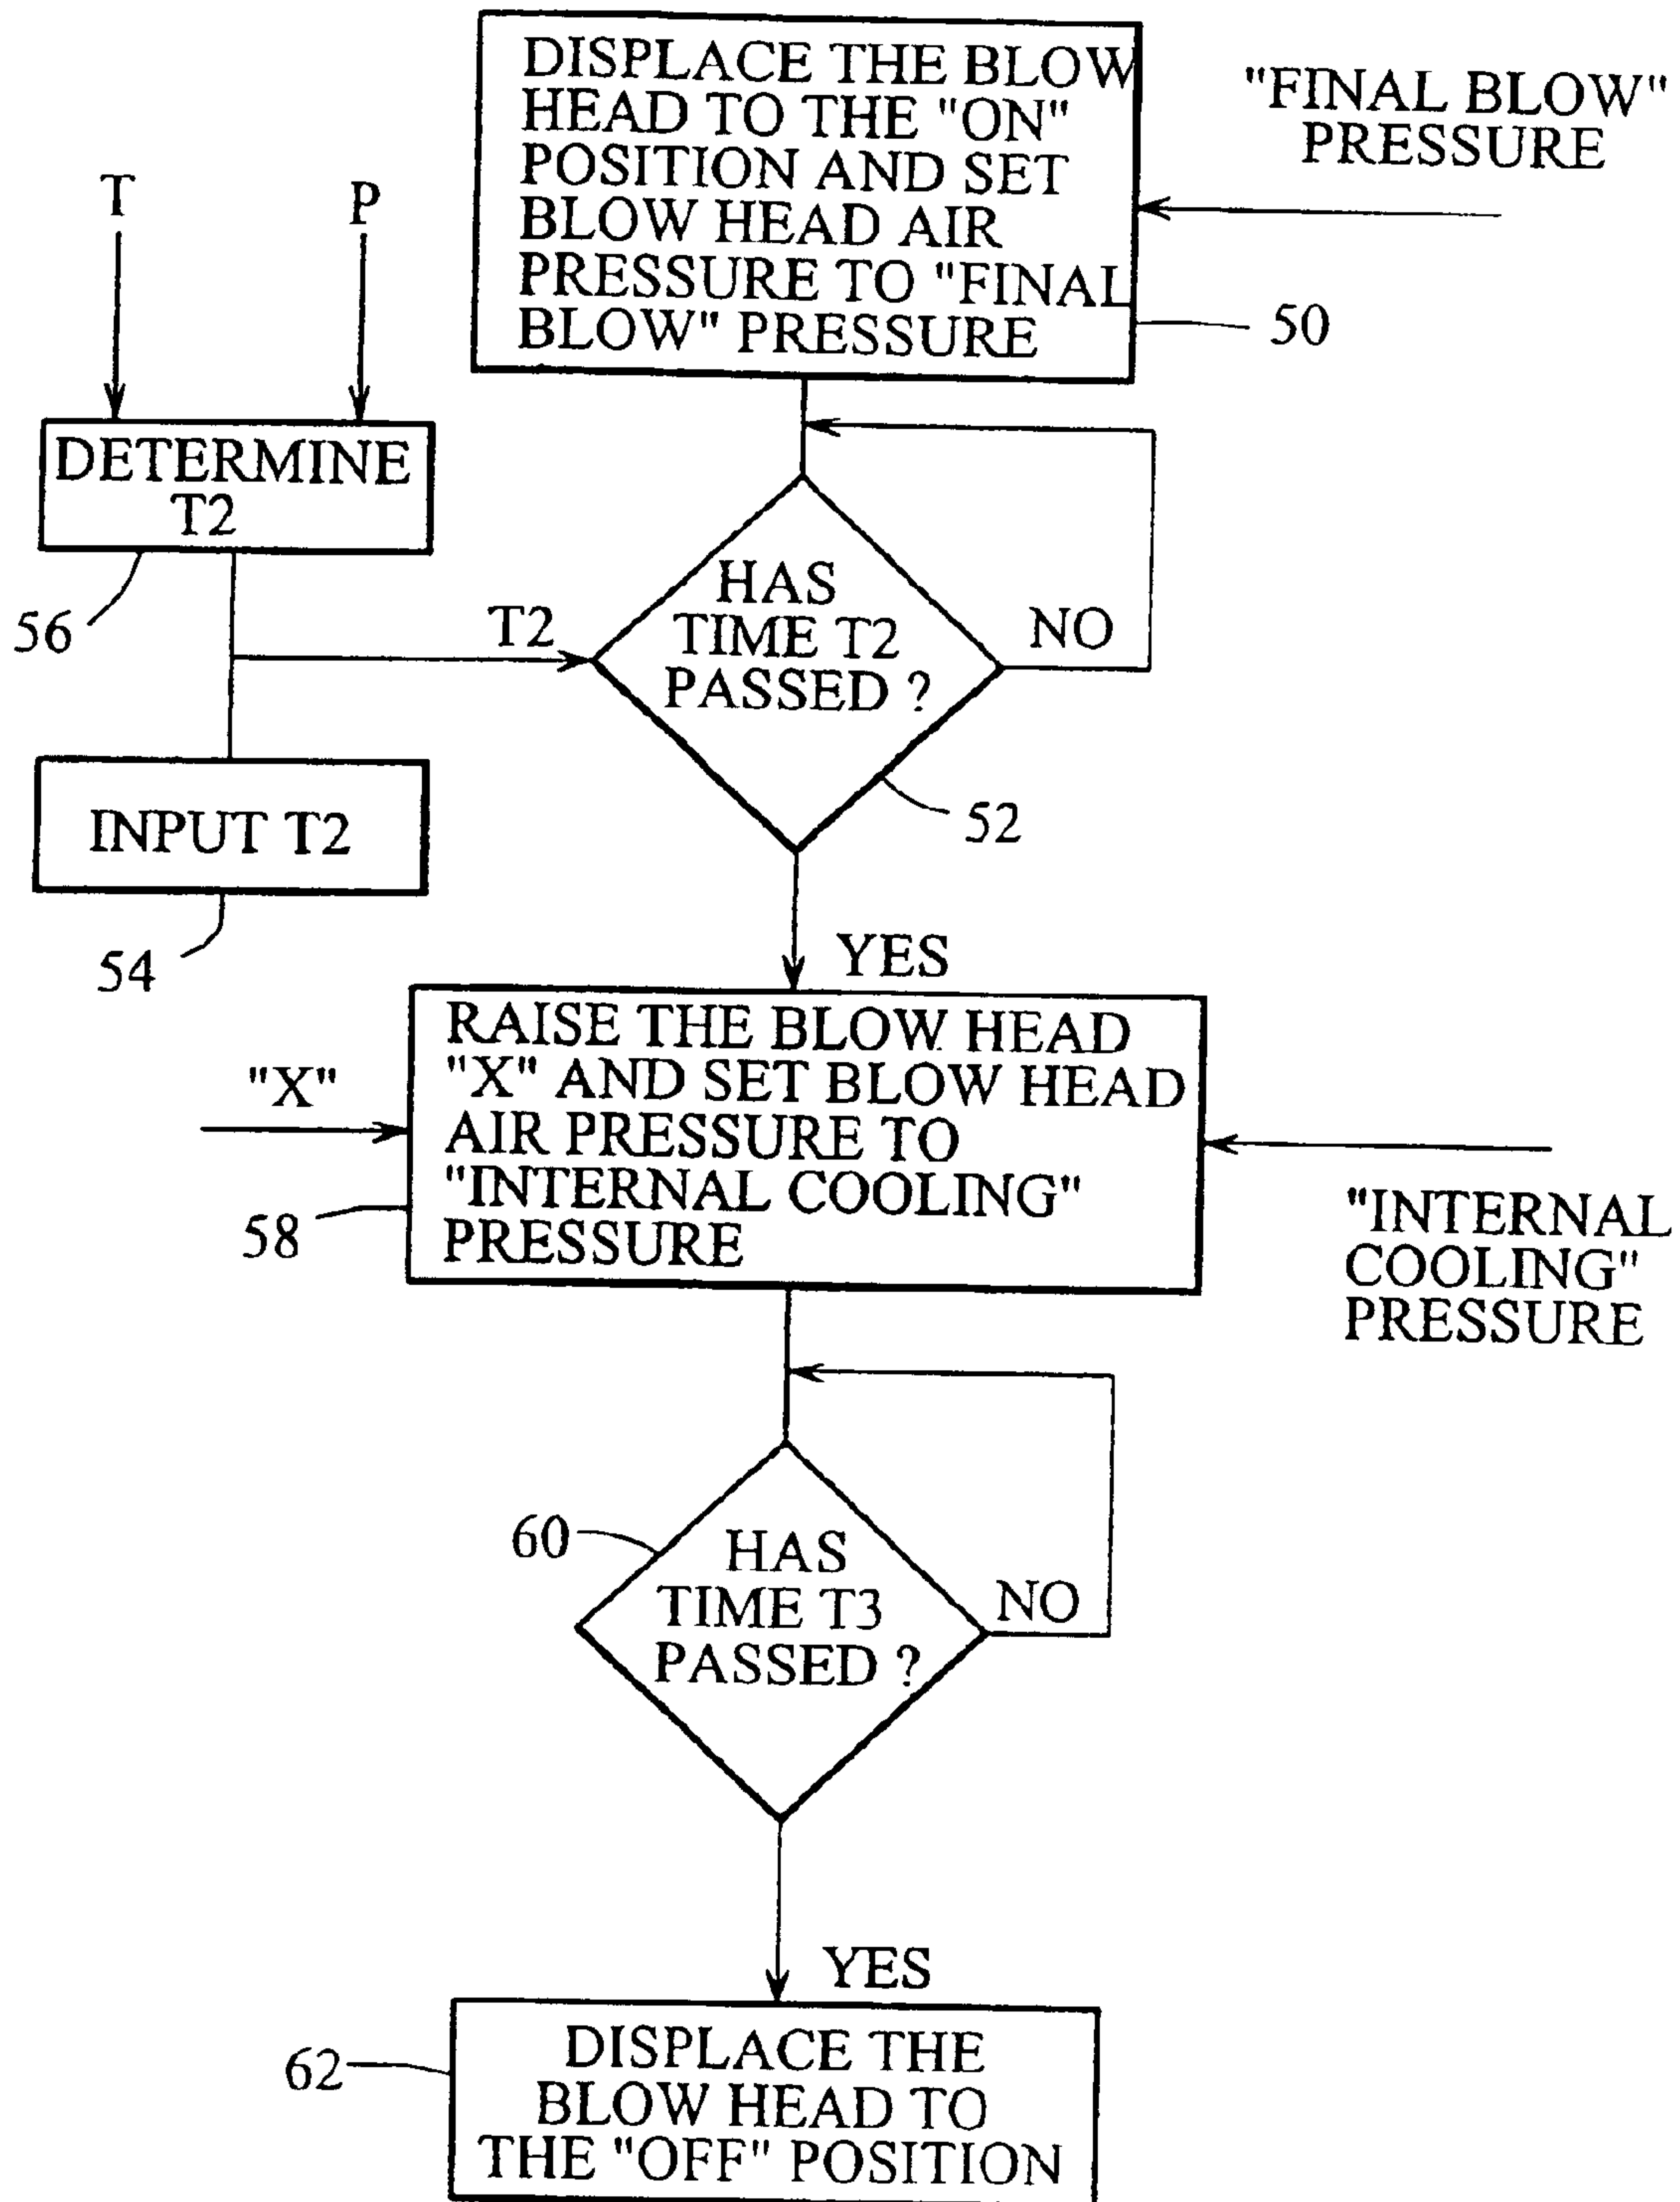 DISPLACE THE BLOW
HEAD TO THE "ON"
POSITION AND SET
BLOW HEAD AIR
PRESSURE TO "FINAL
BLOW" PRESSURE
"FINAL BLOW"
PRESSURE
50
T
P
DETERMINE
T2
56
T2
HAS
TIME T2
PASSED ?
NO
52
INPUT T2
54
YES
RAISE THE BLOW HEAD
"X" AND SET BLOW HEAD
AIR PRESSURE TO
"INTERNAL COOLING"
PRESSURE
"X"
58
"INTERNAL
COOLING"
PRESSURE
60
HAS
TIME T3
PASSED ?
NO
YES
62
DISPLACE THE
BLOW HEAD TO
THE "OFF" POSITION